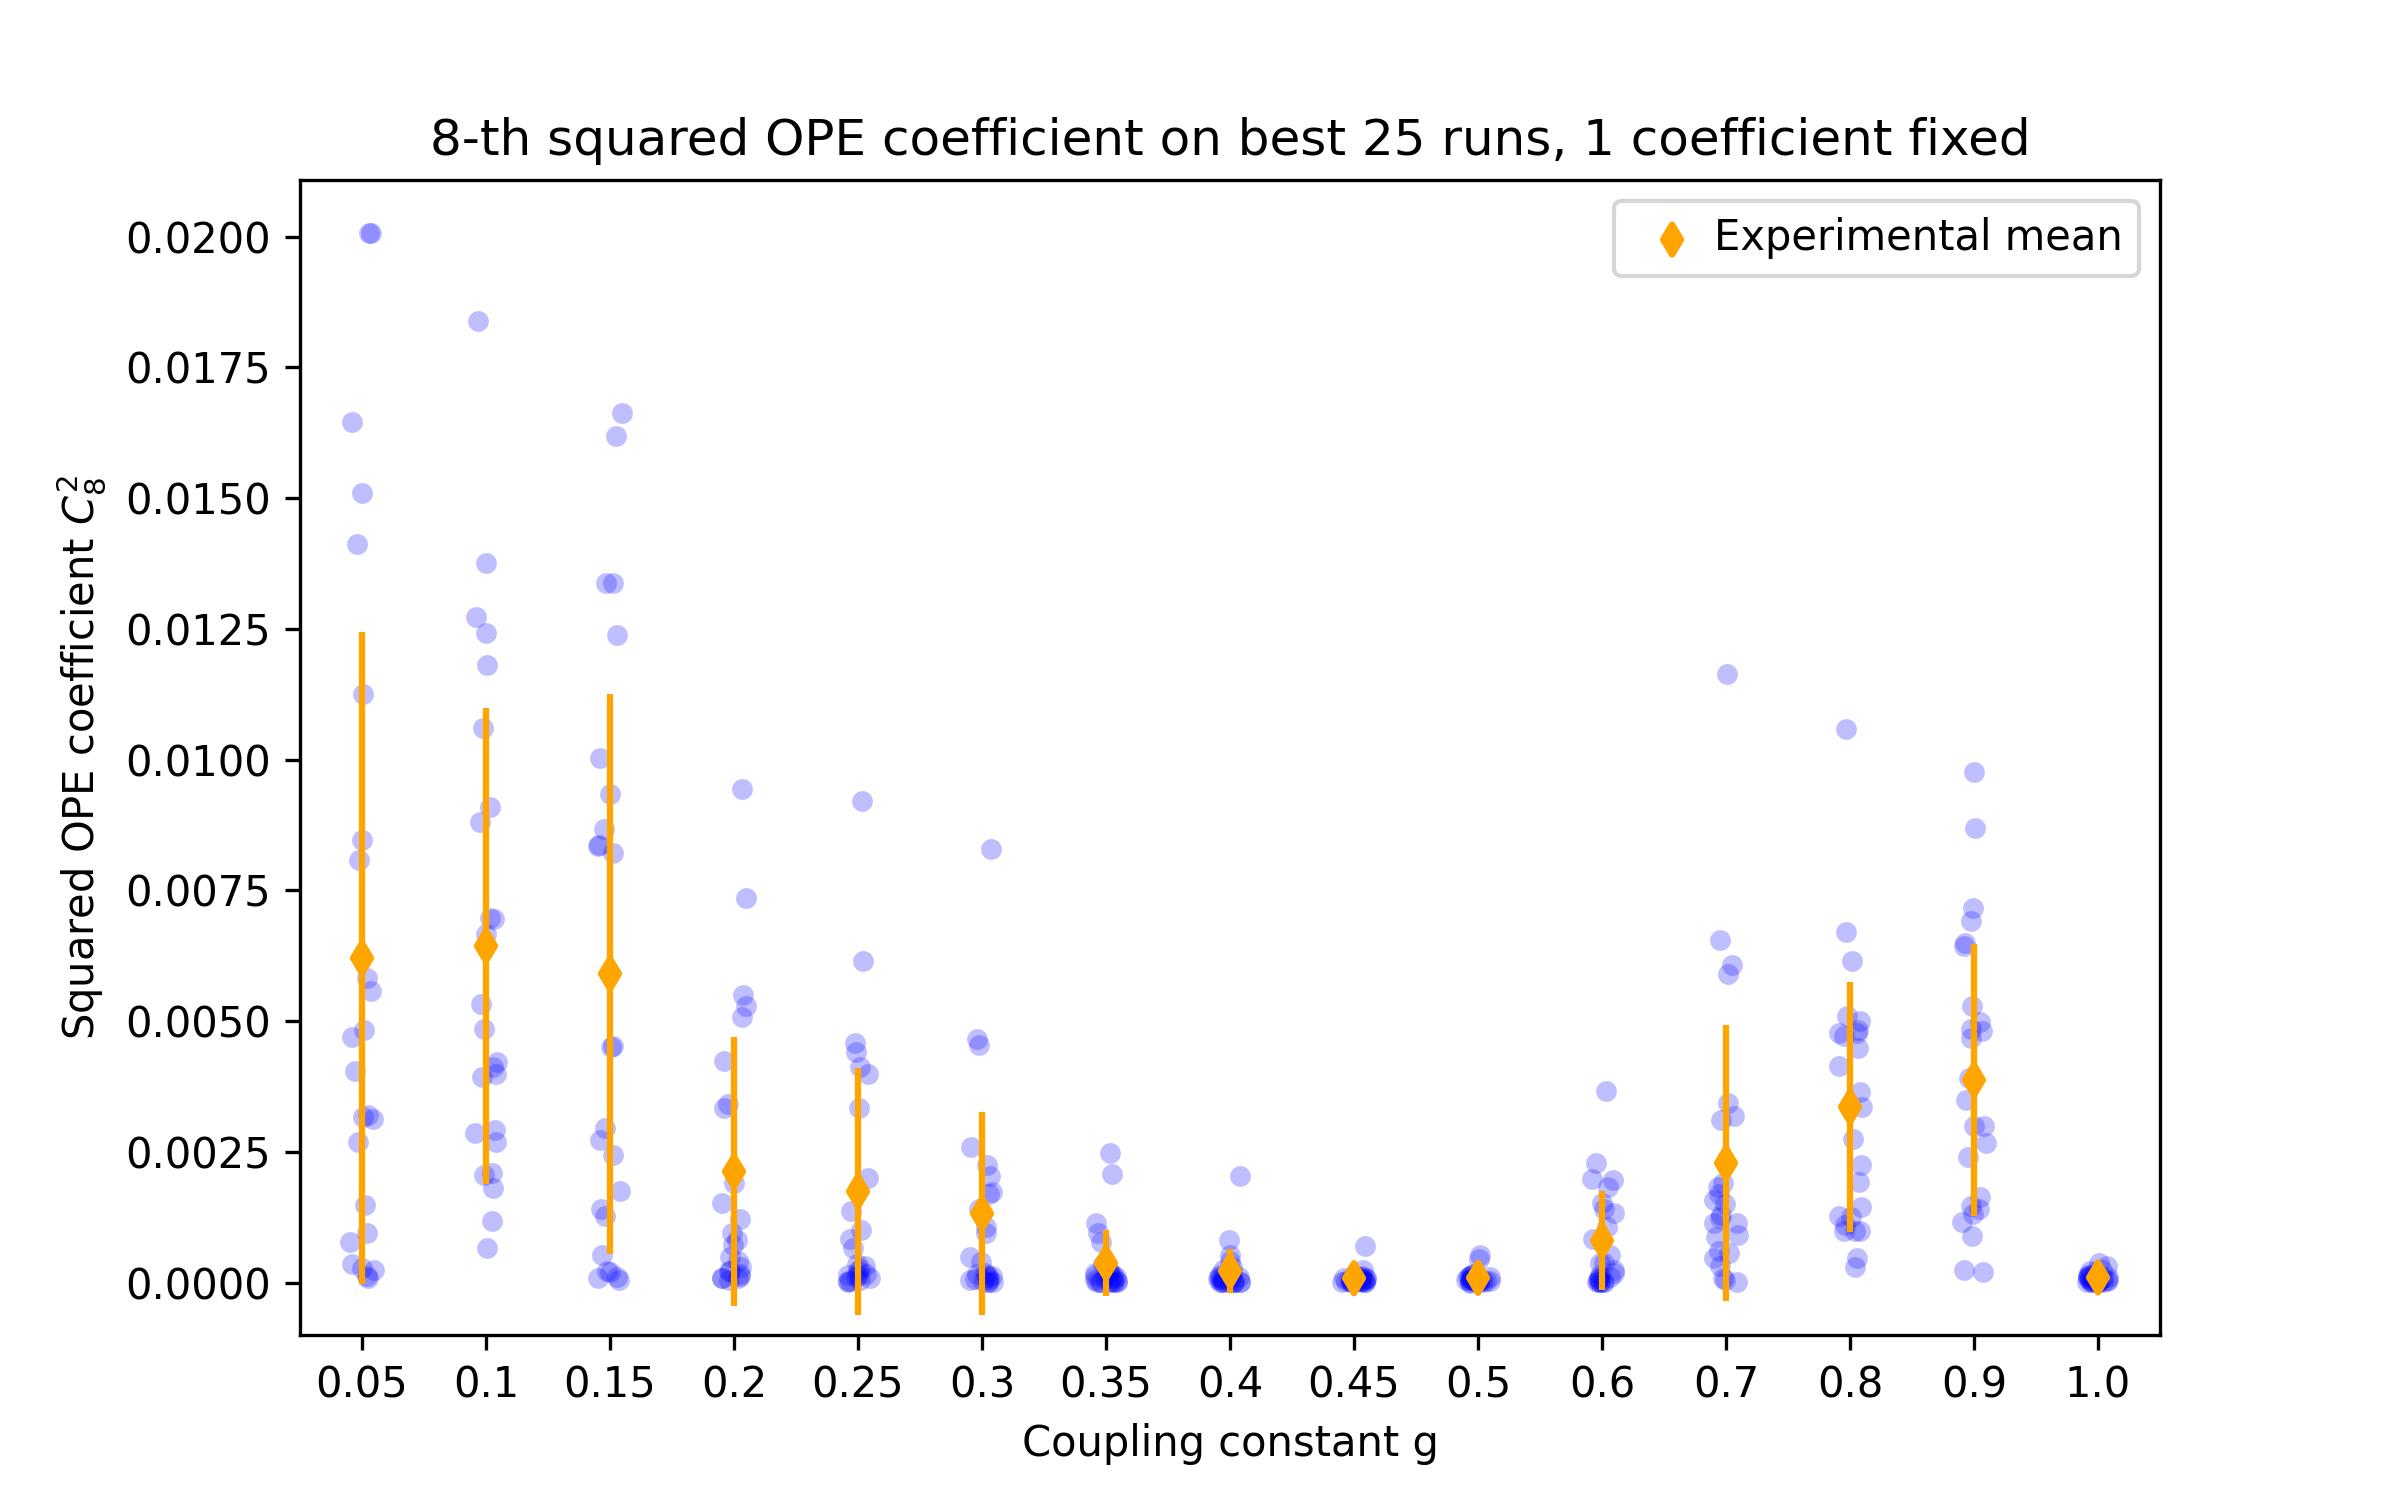 8-th squared OPE coefficient on best 25 runs, 1 coefficient fixed
Experimental mean
Squared OPE coefficient $C_8^2$
0.0200
0.0175
0.0150
0.0125
0.0100
0.0075
0.0050
0.0025
0.0000
0.05 0.1 0.15 0.2 0.25 0.3 0.35 0.4 0.45 0.5 0.6 0.7 0.8 0.9 1.0
Coupling constant g